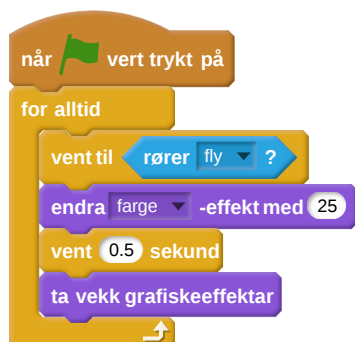 når vert trykt på
for alltid
vent til rører fly ?
endra farge -effekt med 25
vent 0.5 sekund
ta vekk grafiskeeffektar